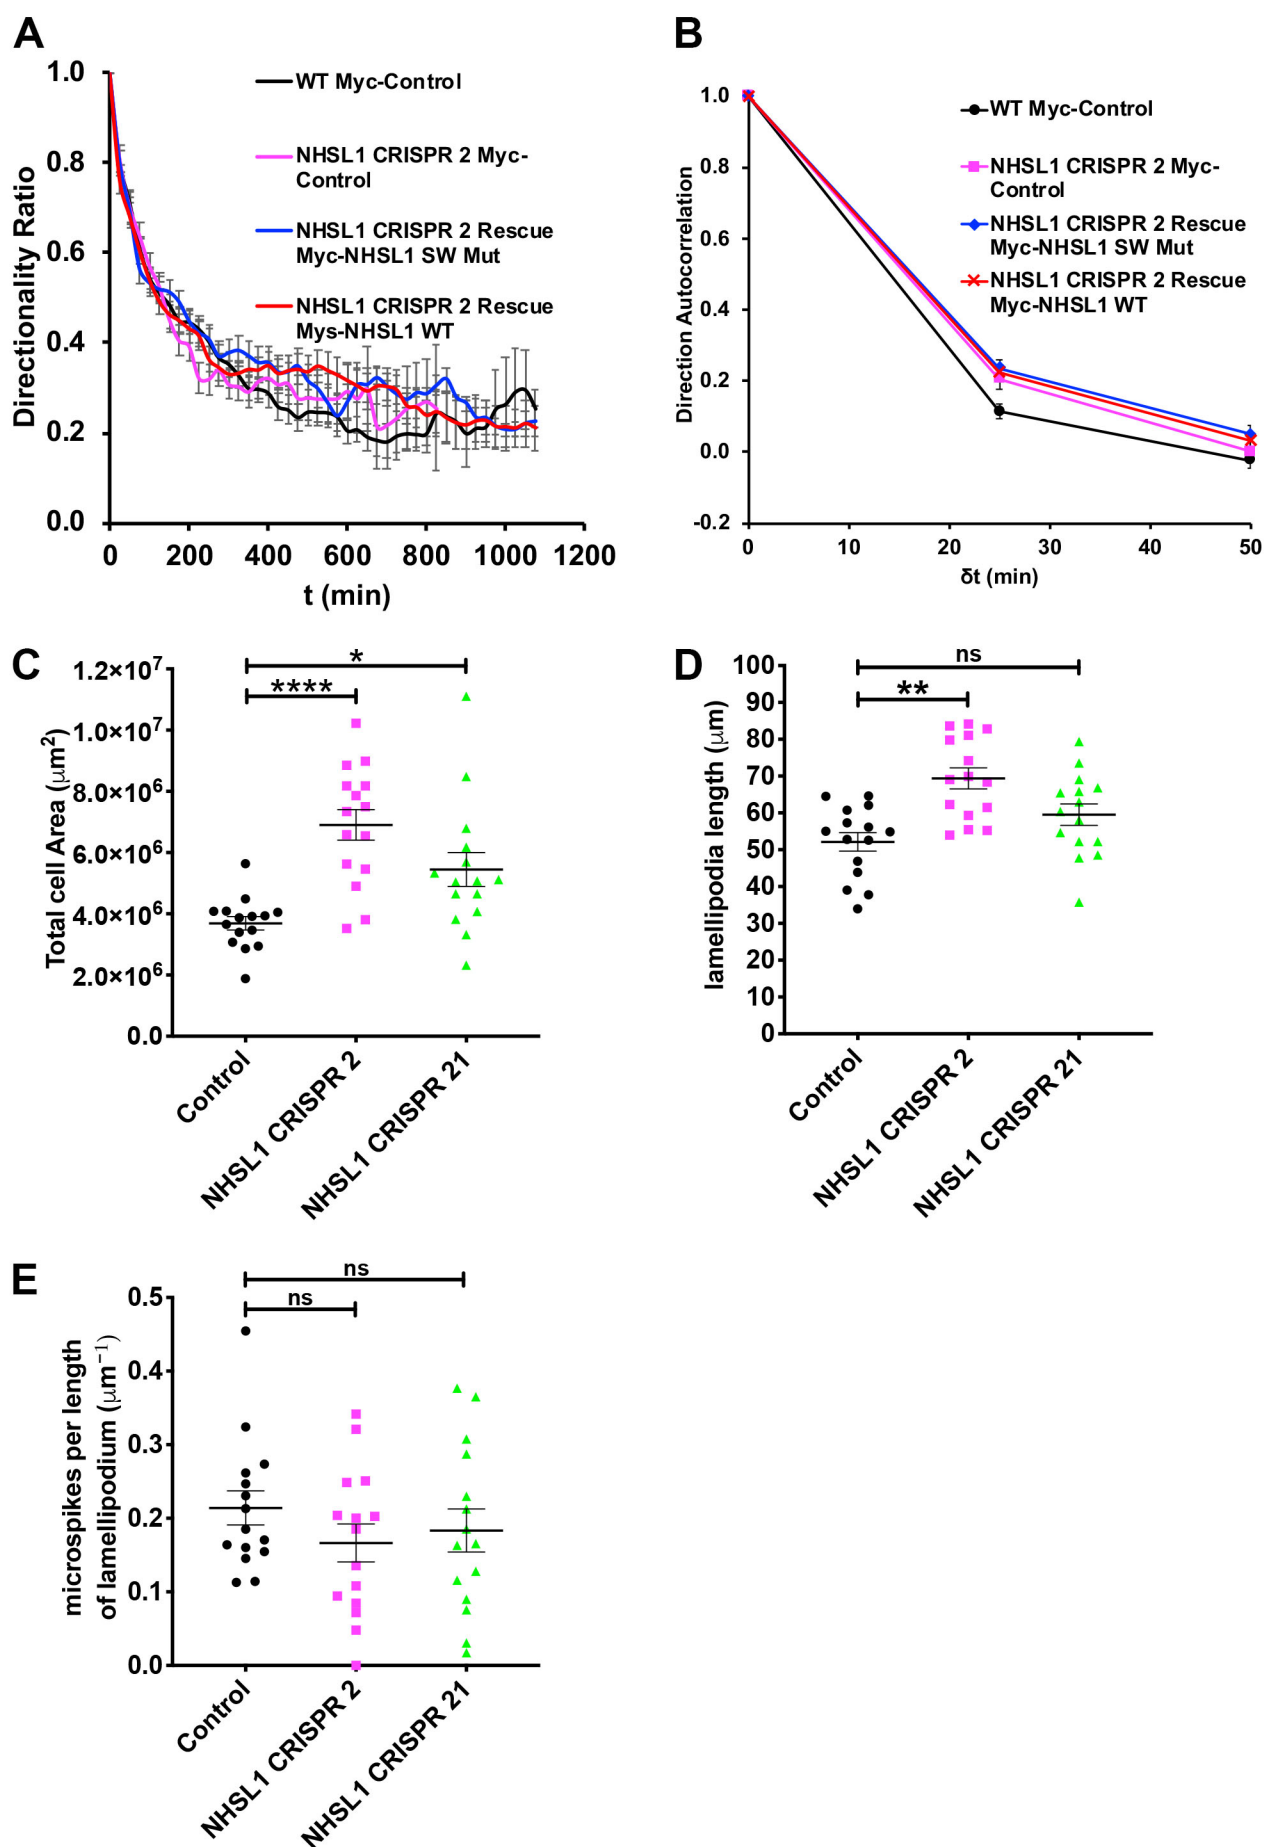 A
1.0
0.8
0.6
0.4
0.2
0.0
Directionality Ratio
0 200 400 600 800 1000 1200
t (min)
WT Myc-Control
NHSL1 CRISPR 2 Myc-
Control
NHSL1 CRISPR 2 Rescue
Myc-NHSL1 SW Mut
NHSL1 CRISPR 2 Rescue
Mys-NHSL1 WT
B
1.0
0.8
0.6
0.4
0.2
0.0
-0.2
Direction Autocorrelation
0 10 20 30 40 50
δt (min)
WT Myc-Control
NHSL1 CRISPR 2 Myc-
Control
NHSL1 CRISPR 2 Rescue
Myc-NHSL1 SW Mut
NHSL1 CRISPR 2 Rescue
Myc-NHSL1 WT
C
*
****
1.2×10⁷
1.0×10⁷
8.0×10⁶
6.0×10⁶
4.0×10⁶
2.0×10⁶
0.0
Total cell Area (μm²)
Control
NHSL1 CRISPR 2
NHSL1 CRISPR 21
D
ns
**
100
90
80
70
60
50
40
30
20
10
0
lamellipodia length (μm)
Control
NHSL1 CRISPR 2
NHSL1 CRISPR 21
E
ns
ns
0.5
0.4
0.3
0.2
0.1
0.0
microspikes per length
of lamellipodium (μm⁻¹)
Control
NHSL1 CRISPR 2
NHSL1 CRISPR 21